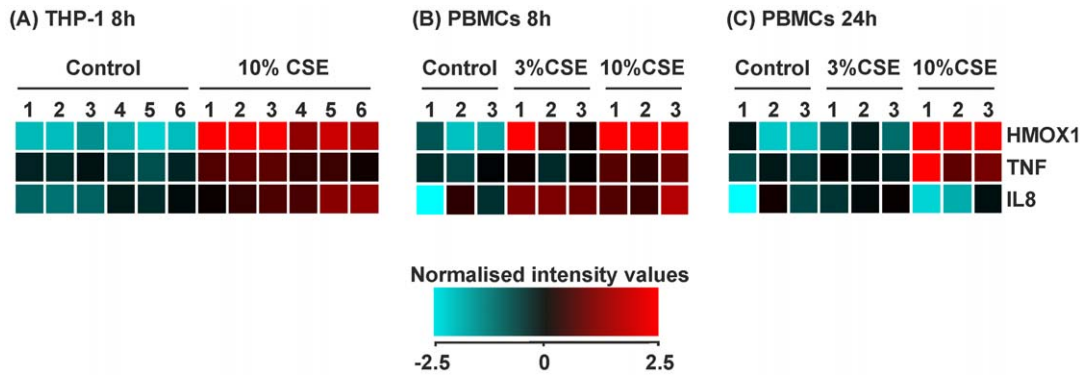 (A) THP-1 8h (B) PBMCs 8h (C) PBMCs 24h
Control 10% CSE Control 3%CSE 10%CSE Control 3%CSE 10%CSE
1 2 3 4 5 6 1 2 3 4 5 6 1 2 3 1 2 3 1 2 3 1 2 3 1 2 3 1 2 3
HMOX1
TNF
IL8
Normalised intensity values
-2.5 0 2.5